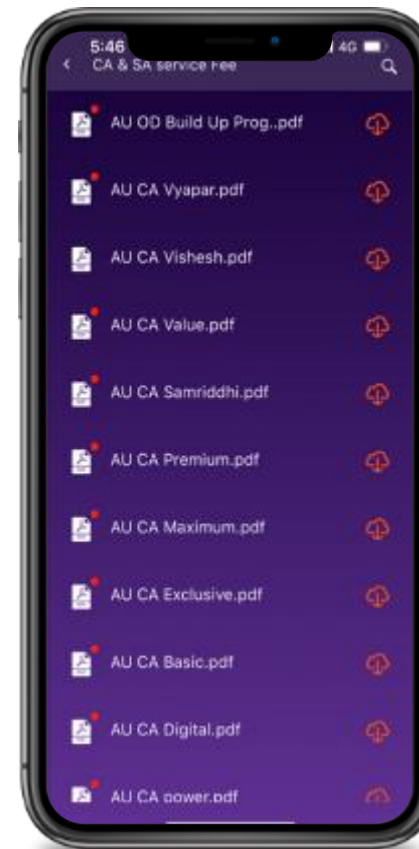 5:46
4G
CA & SA service Fee
AU OD Build Up Prog..pdf
AU CA Vyapar.pdf
AU CA Vishesh.pdf
AU CA Value.pdf
AU CA Samriddhi.pdf
AU CA Premium.pdf
AU CA Maximum.pdf
AU CA Exclusive.pdf
AU CA Basic.pdf
AU CA Digital.pdf
AU CA power.pdf